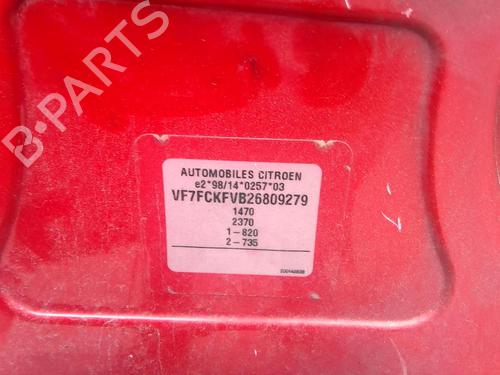 B-PARTS
AUTOMOBILES CITROEN
e2*98/14*0257*03
VF7FCKFVB26809279
1470
2370
1-820
2-735